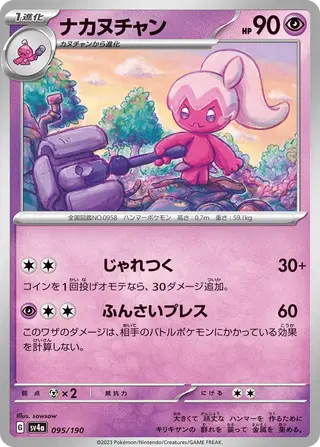 1進化
ナカヌチャン
HP 90
カヌチャンから進化
全国図鑑NO.0958 ハンマーポケモン 高さ:0.7m 重さ:59.1kg
じゃれつく 30+
コインを1回投げオモテなら、30ダメージ追加。
ふんさいプレス 60
このワザのダメージは、相手のバトルポケモンにかかっている効果
を計算しない。
弱点 ×2 抵抗力 にげる
Illus. sowsow
G sv4a 095/190
大きくて 頑丈な ハンマーを 作るために
キリキザンの 群れを 襲って 金属を 集める。
©2023 Pokémon/Nintendo/Creatures/GAME FREAK.